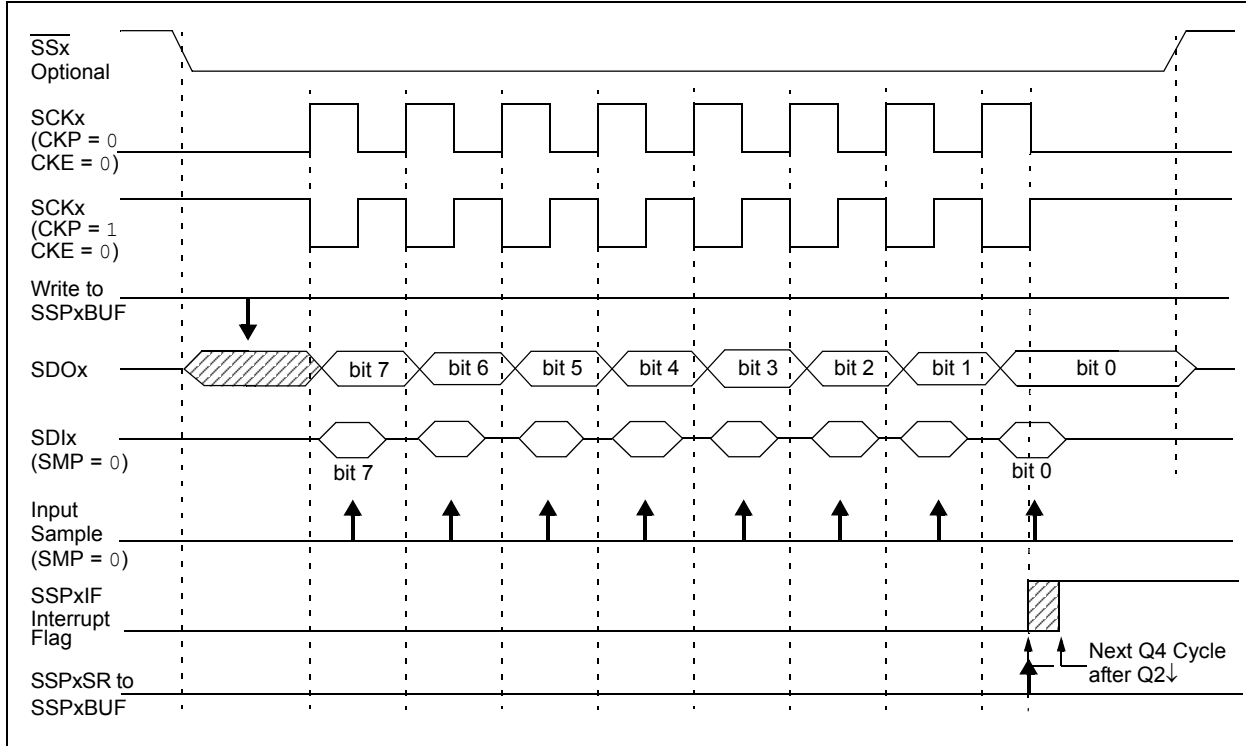 SSx
Optional
SCKx
(CKP = 0
CKE = 0)
SCKx
(CKP = 1
CKE = 0)
Write to
SSPxBUF
SDOx
bit 7
bit 6
bit 5
bit 4
bit 3
bit 2
bit 1
bit 0
SDIx
(SMP = 0)
bit 7
bit 0
Input
Sample
(SMP = 0)
SSPxIF
Interrupt
Flag
Next Q4 Cycle
after Q2↓
SSPxSR to
SSPxBUF